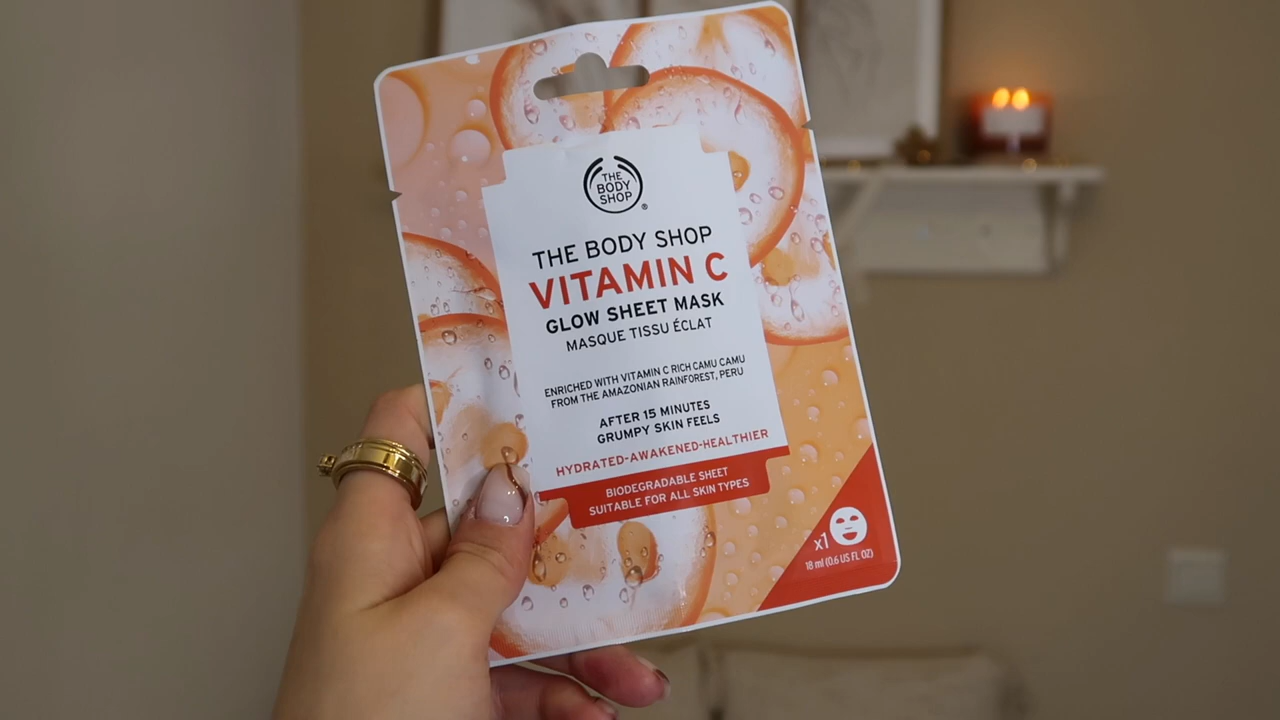 THE
BODY
SHOP
®
THE BODY SHOP
VITAMIN C
GLOW SHEET MASK
MASQUE TISSU ÉCLAT
ENRICHED WITH VITAMIN C RICH CAMU CAMU
FROM THE AMAZONIAN RAINFOREST, PERU
AFTER 15 MINUTES
GRUMPY SKIN FEELS
HYDRATED-AWAKENED-HEALTHIER
BIODEGRADABLE SHEET
SUITABLE FOR ALL SKIN TYPES
x1
18 ml (0.6 US FL OZ)